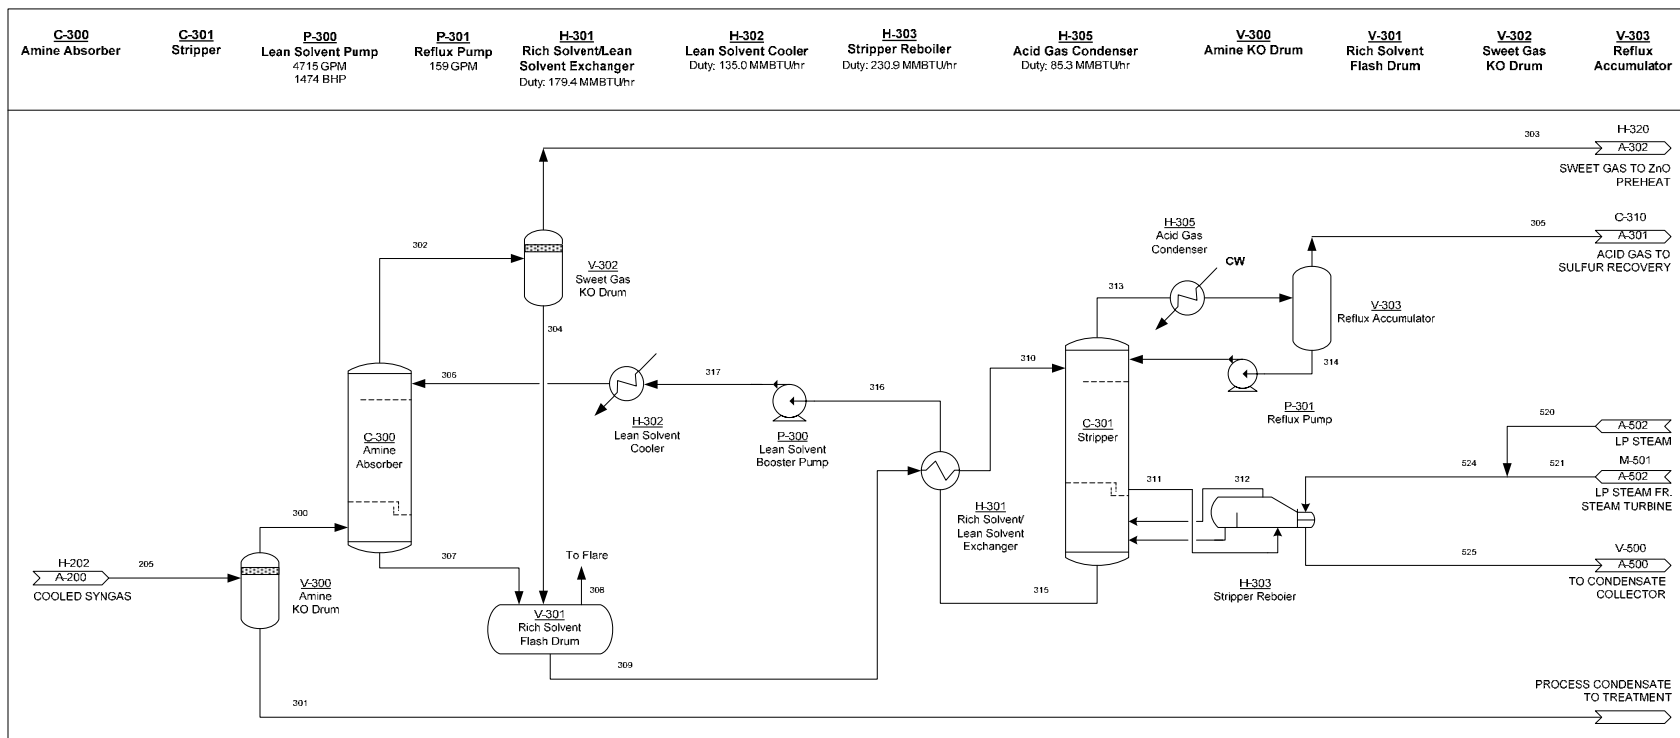 C-300
Amine Absorber
C-301
Stripper
P-300
Lean Solvent Pump
4715 GPM
1474 BHP
P-301
Reflux Pump
159 GPM
H-301
Rich Solvent/Lean
Solvent Exchanger
Duty: 179.4 MMBTU/hr
H-302
Lean Solvent Cooler
Duty: 135.0 MMBTU/hr
H-303
Stripper Reboiler
Duty: 230.9 MMBTU/hr
H-305
Acid Gas Condenser
Duty: 85.3 MMBTU/hr
V-300
Amine KO Drum
V-301
Rich Solvent
Flash Drum
V-302
Sweet Gas
KO Drum
V-303
Reflux
Accumulator
303
H-320
A-302
SWEET GAS TO ZnO
PREHEAT
302
V-302
Sweet Gas
KO Drum
304
H-305
Acid Gas
Condenser
CW
313
305
C-310
A-301
ACID GAS TO
SULFUR RECOVERY
V-303
Reflux Accumulator
314
P-301
Reflux Pump
306
H-302
Lean Solvent
Cooler
317
P-300
Lean Solvent
Booster Pump
316
310
C-300
Amine
Absorber
C-301
Stripper
520
A-502
LP STEAM
524
521
M-501
A-502
LP STEAM FR.
STEAM TURBINE
311
312
H-301
Rich Solvent/
Lean Solvent
Exchanger
300
307
To Flare
308
H-202
A-200
COOLED SYNGAS
205
V-300
Amine
KO Drum
V-301
Rich Solvent
Flash Drum
309
315
H-303
Stripper Reboier
525
V-500
A-500
TO CONDENSATE
COLLECTOR
301
PROCESS CONDENSATE
TO TREATMENT